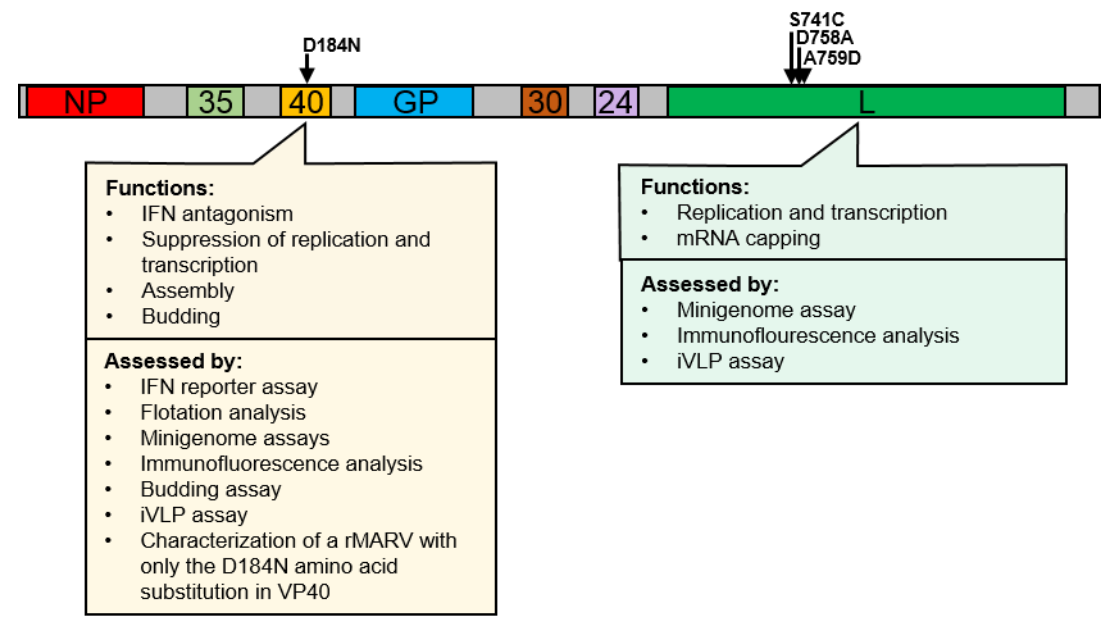 S741C
D758A
A759D
D184N
NP 35 40 GP 30 24 L
Functions:
• IFN antagonism
• Suppression of replication and
transcription
• Assembly
• Budding
Assessed by:
• IFN reporter assay
• Flotation analysis
• Minigenome assays
• Immunofluorescence analysis
• Budding assay
• iVLP assay
• Characterization of a rMARV with
only the D184N amino acid
substitution in VP40
Functions:
• Replication and transcription
• mRNA capping
Assessed by:
• Minigenome assay
• Immunoflourescence analysis
• iVLP assay